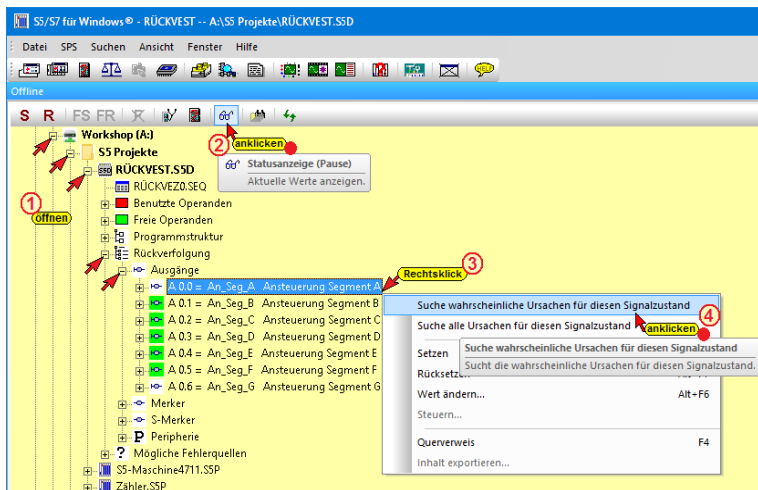 S5/S7 für Windows® - RÜCKVEST -- A:\S5 Projekte\RÜCKVEST.S5D
Datei SPS Suchen Ansicht Fenster Hilfe
HELP
Offline
S R FS FR
Workshop (A:)
2 anklicken
S5 Projekte
Statusanzeige (Pause)
RÜCKVEST.S5D
Aktuelle Werte anzeigen.
RÜCKVEZ0.SEQ
1
Benutzte Operanden
öffnen
Freie Operanden
Programmstruktur
Rückverfolgung
3
Ausgänge
Rechtsklick
A 0.0 = An_Seg_A Ansteuerung Segment A
A 0.1 = An_Seg_B Ansteuerung Segment B
A 0.2 = An_Seg_C Ansteuerung Segment C
A 0.3 = An_Seg_D Ansteuerung Segment D
A 0.4 = An_Seg_E Ansteuerung Segment E
A 0.5 = An_Seg_F Ansteuerung Segment F
A 0.6 = An_Seg_G Ansteuerung Segment G
Merker
S-Merker
P Peripherie
? Mögliche Fehlerquellen
S5-Maschine4711.S5P
Zähler.S5P
Suche wahrscheinliche Ursachen für diesen Signalzustand
4
Suche alle Ursachen für diesen Signalzustand
anklicken
Suche wahrscheinliche Ursachen für diesen Signalzustand
Sucht die wahrscheinliche Ursachen für diesen Signalzustand.
Setzen
Rücksetzen
Wert ändern... Alt+F6
Steuern...
Querverweis F4
Inhalt exportieren...